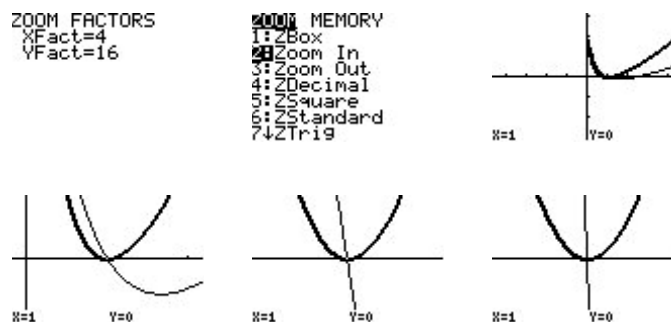 ZOOM FACTORS
XFact=4
YFact=16
ZOOM MEMORY
1:ZBox
2:Zoom In
3:Zoom Out
4:ZDecimal
5:ZSquare
6:ZStandard
7↓ZTrig
X=1 Y=0
X=1 Y=0
X=1 Y=0
X=1 Y=0